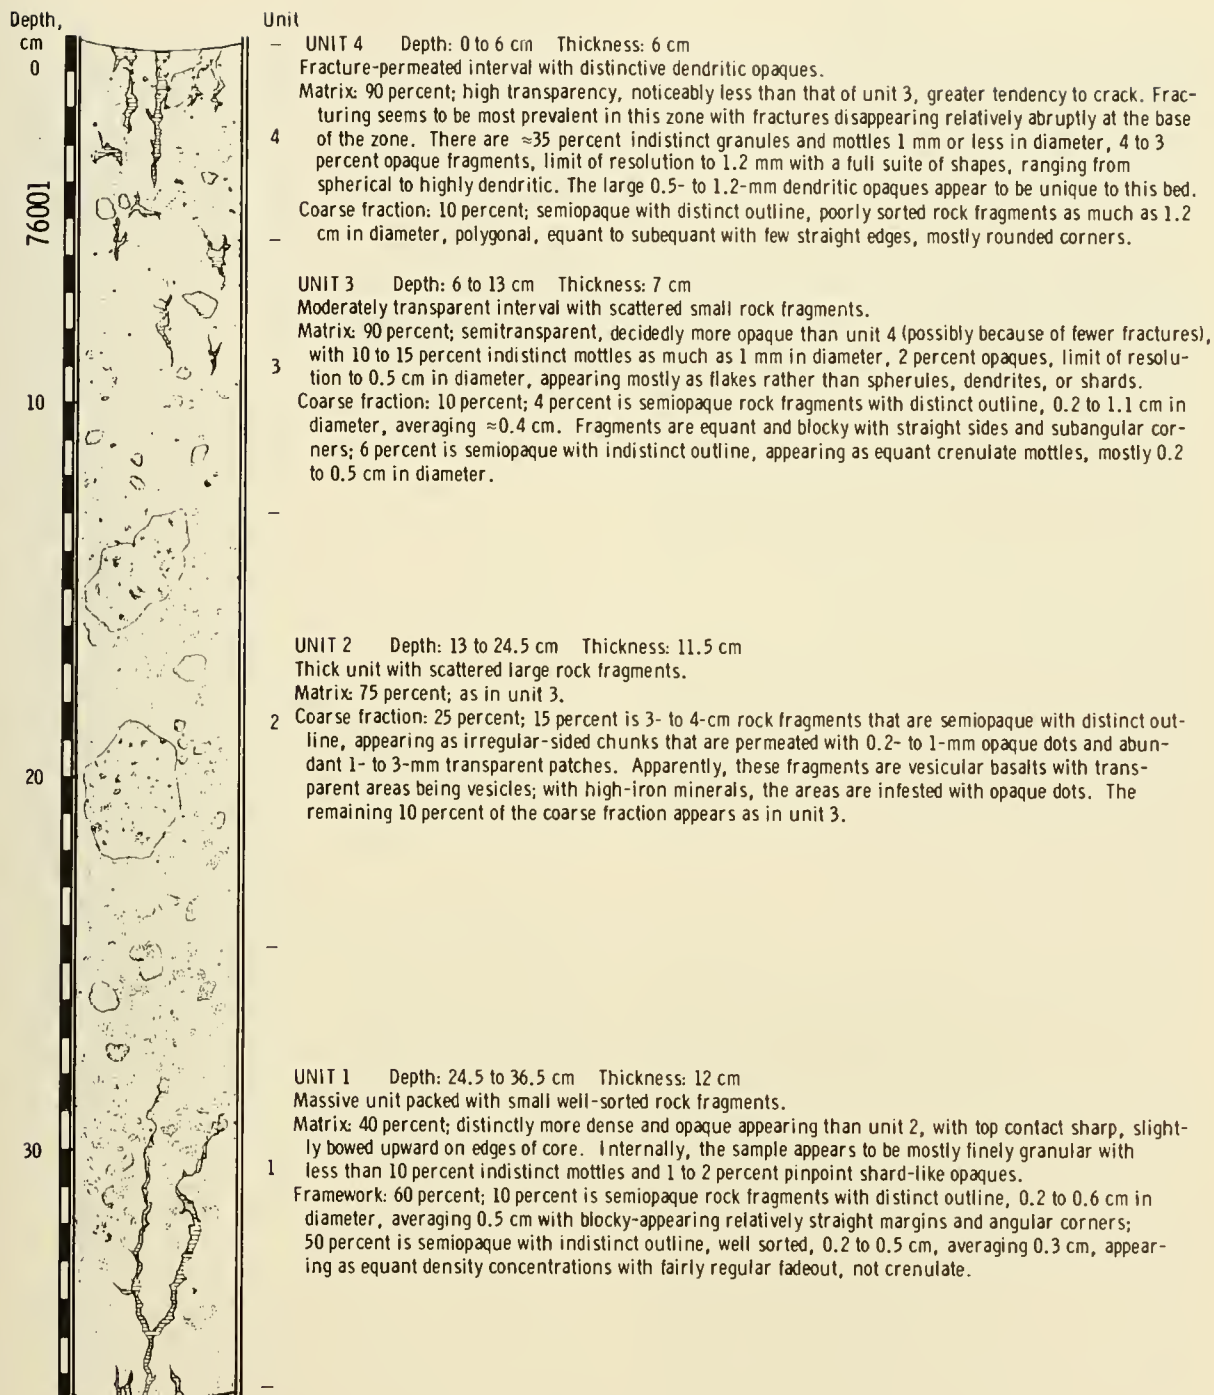 Depth,
cm
0
10
20
30
76001
Unit
4
3
2
1
UNIT 4 Depth: 0 to 6 cm Thickness: 6 cm
Fracture-permeated interval with distinctive dendritic opaques.
Matrix: 90 percent; high transparency, noticeably less than that of unit 3, greater tendency to crack. Frac-
turing seems to be most prevalent in this zone with fractures disappearing relatively abruptly at the base
of the zone. There are ≈35 percent indistinct granules and mottles 1 mm or less in diameter, 4 to 3
percent opaque fragments, limit of resolution to 1.2 mm with a full suite of shapes, ranging from
spherical to highly dendritic. The large 0.5- to 1.2-mm dendritic opaques appear to be unique to this bed.
Coarse fraction: 10 percent; semiopaque with distinct outline, poorly sorted rock fragments as much as 1.2
cm in diameter, polygonal, equant to subequant with few straight edges, mostly rounded corners.
UNIT 3 Depth: 6 to 13 cm Thickness: 7 cm
Moderately transparent interval with scattered small rock fragments.
Matrix: 90 percent; semitransparent, decidedly more opaque than unit 4 (possibly because of fewer fractures),
with 10 to 15 percent indistinct mottles as much as 1 mm in diameter, 2 percent opaques, limit of resolu-
tion to 0.5 cm in diameter, appearing mostly as flakes rather than spherules, dendrites, or shards.
Coarse fraction: 10 percent; 4 percent is semiopaque rock fragments with distinct outline, 0.2 to 1.1 cm in
diameter, averaging ≈0.4 cm. Fragments are equant and blocky with straight sides and subangular cor-
ners; 6 percent is semiopaque with indistinct outline, appearing as equant crenulate mottles, mostly 0.2
to 0.5 cm in diameter.
UNIT 2 Depth: 13 to 24.5 cm Thickness: 11.5 cm
Thick unit with scattered large rock fragments.
Matrix: 75 percent; as in unit 3.
Coarse fraction: 25 percent; 15 percent is 3- to 4-cm rock fragments that are semiopaque with distinct out-
line, appearing as irregular-sided chunks that are permeated with 0.2- to 1-mm opaque dots and abun-
dant 1- to 3-mm transparent patches. Apparently, these fragments are vesicular basalts with trans-
parent areas being vesicles; with high-iron minerals, the areas are infested with opaque dots. The
remaining 10 percent of the coarse fraction appears as in unit 3.
UNIT 1 Depth: 24.5 to 36.5 cm Thickness: 12 cm
Massive unit packed with small well-sorted rock fragments.
Matrix: 40 percent; distinctly more dense and opaque appearing than unit 2, with top contact sharp, slight-
ly bowed upward on edges of core. Internally, the sample appears to be mostly finely granular with
less than 10 percent indistinct mottles and 1 to 2 percent pinpoint shard-like opaques.
Framework: 60 percent; 10 percent is semiopaque rock fragments with distinct outline, 0.2 to 0.6 cm in
diameter, averaging 0.5 cm with blocky-appearing relatively straight margins and angular corners;
50 percent is semiopaque with indistinct outline, well sorted, 0.2 to 0.5 cm, averaging 0.3 cm, appear-
ing as equant density concentrations with fairly regular fadeout, not crenulate.